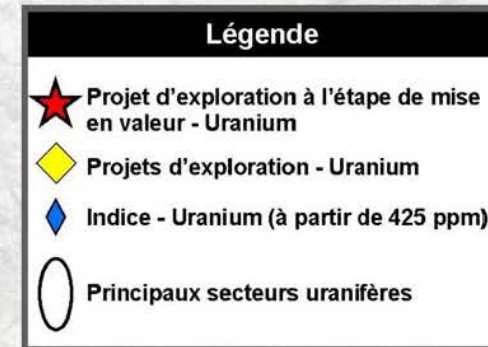 Légende
Projet d'exploration à l'étape de mise
en valeur - Uranium
Projets d'exploration - Uranium
Indice - Uranium (à partir de 425 ppm)
Principaux secteurs uranifères